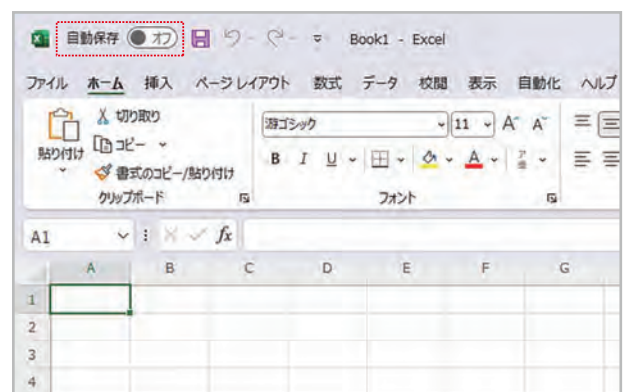 自動保存 オフ Book1 - Excel
ファイル ホーム 挿入 ページ レイアウト 数式 データ 校閲 表示 自動化 ヘルプ
切り取り
コピー
書式のコピー/貼り付け
貼り付け
クリップボード
游ゴシック 11 A A
B I U A
フォント
A1 fx
A B C D E F G
1
2
3
4